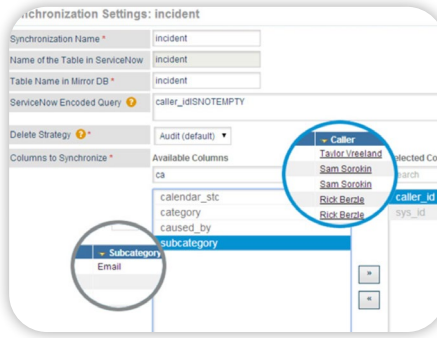 nchronization Settings: incident
Synchronization Name * incident
Name of the Table in ServiceNow incident
Table Name in Mirror DB * incident
ServiceNow Encoded Query ? caller_idISNOTEMPTY
Delete Strategy ? * Audit (default)
Columns to Synchronize * Available Columns elected Co
ca earch
calendar_stc
category
caused_by
subcategory
caller_id
sys_id
Caller
Taylor Vreeland
Sam Sorokin
Sam Sorokin
Rick Berzle
Rick Berzle
Subcategory
Email
»
«